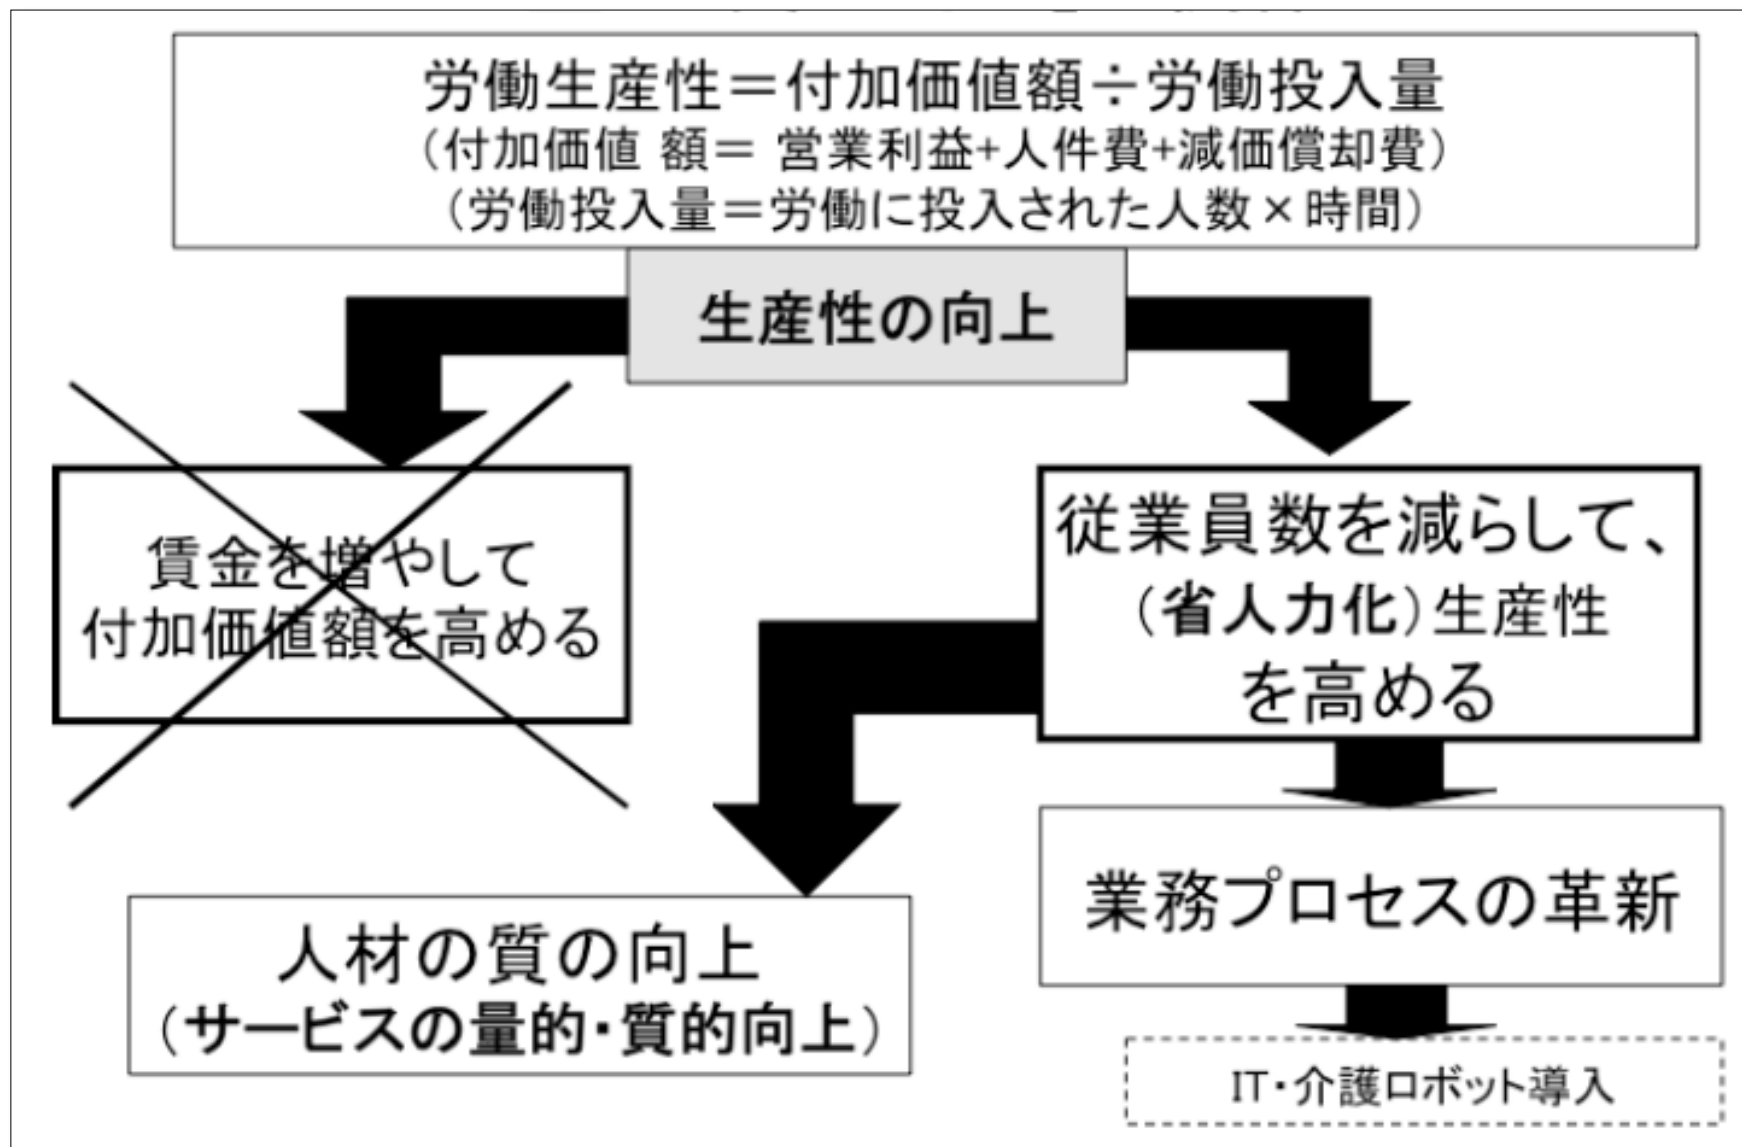 労働生産性＝付加価値額÷労働投入量
（付加価値 額＝ 営業利益+人件費+減価償却費）
（労働投入量＝労働に投入された人数×時間）
生産性の向上
賃金を増やして
付加価値額を高める
従業員数を減らして、
（省人力化）生産性
を高める
人材の質の向上
（サービスの量的・質的向上）
業務プロセスの革新
IT・介護ロボット導入